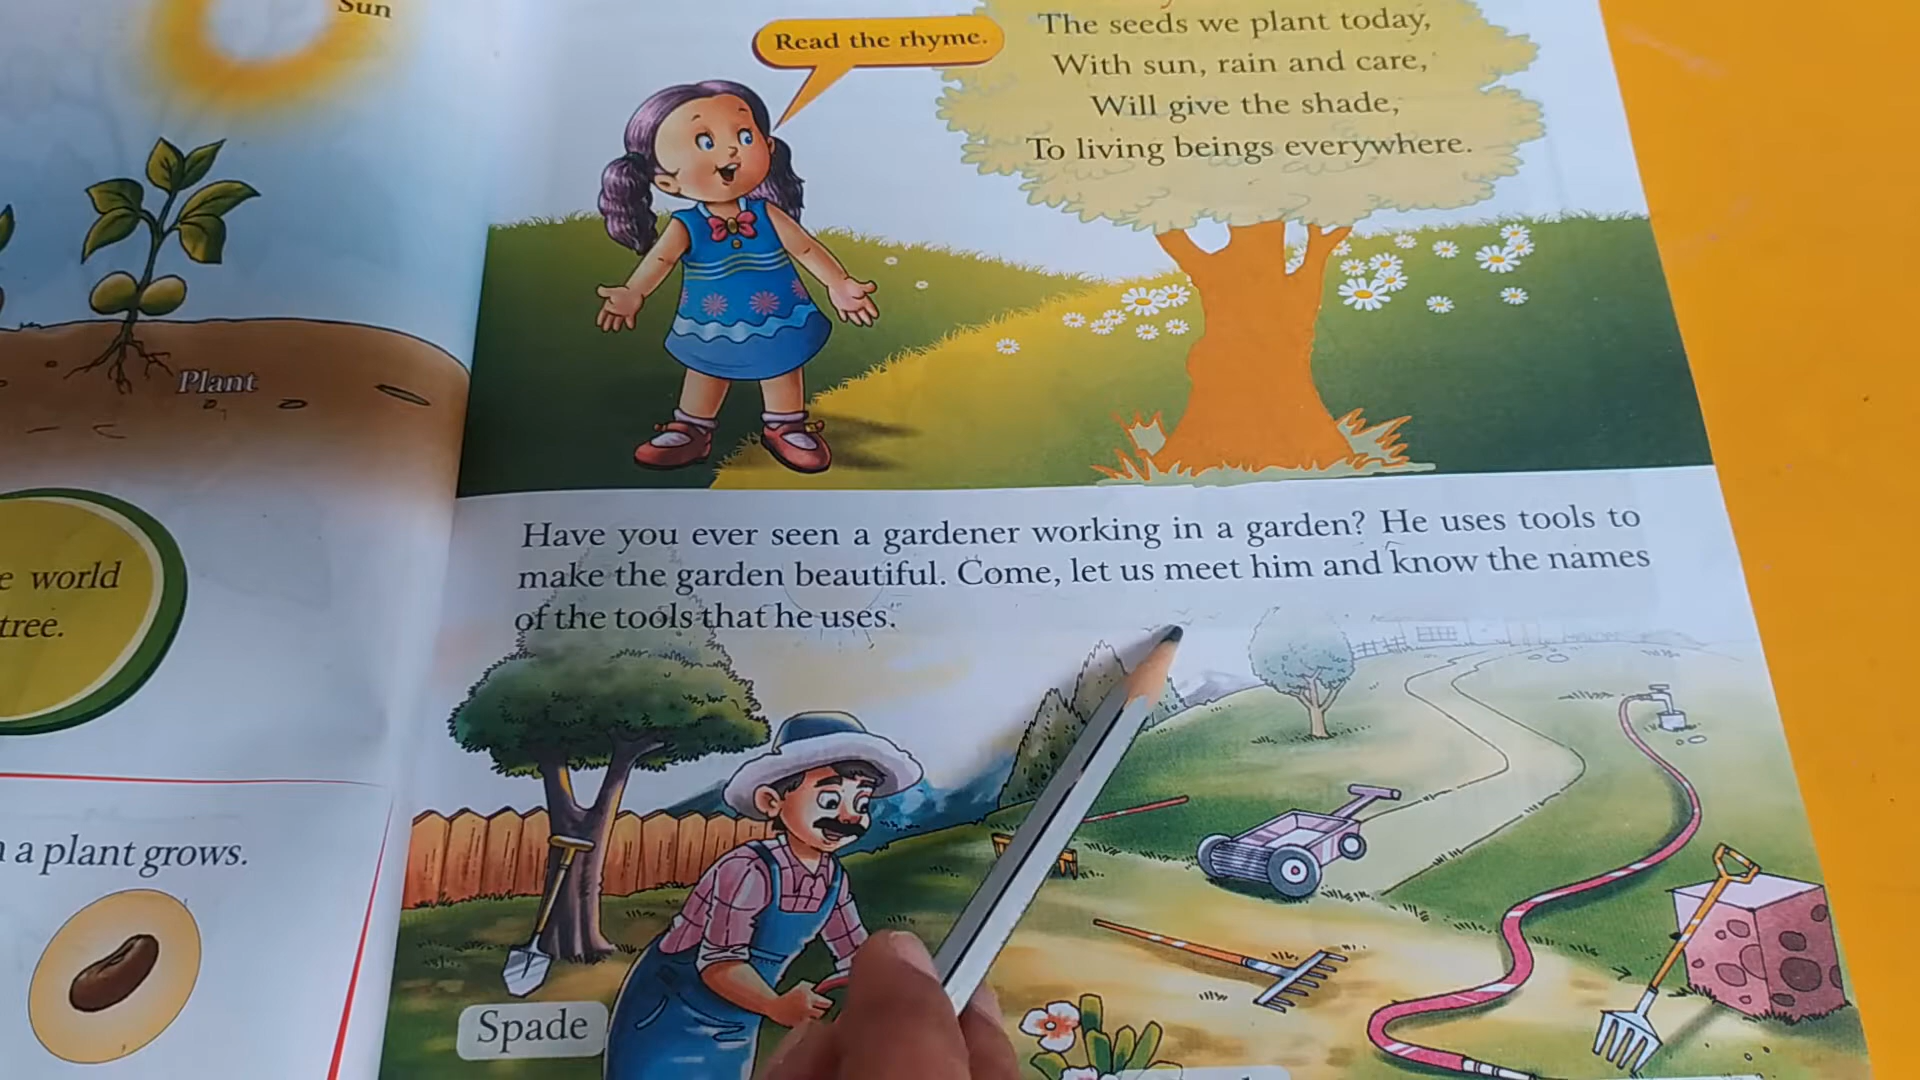 Sun
Plant
e world
tree.
a plant grows.
Read the rhyme.
The seeds we plant today,
With sun, rain and care,
Will give the shade,
To living beings everywhere.
Have you ever seen a gardener working in a garden? He uses tools to
make the garden beautiful. Come, let us meet him and know the names
of the tools that he uses.
Spade